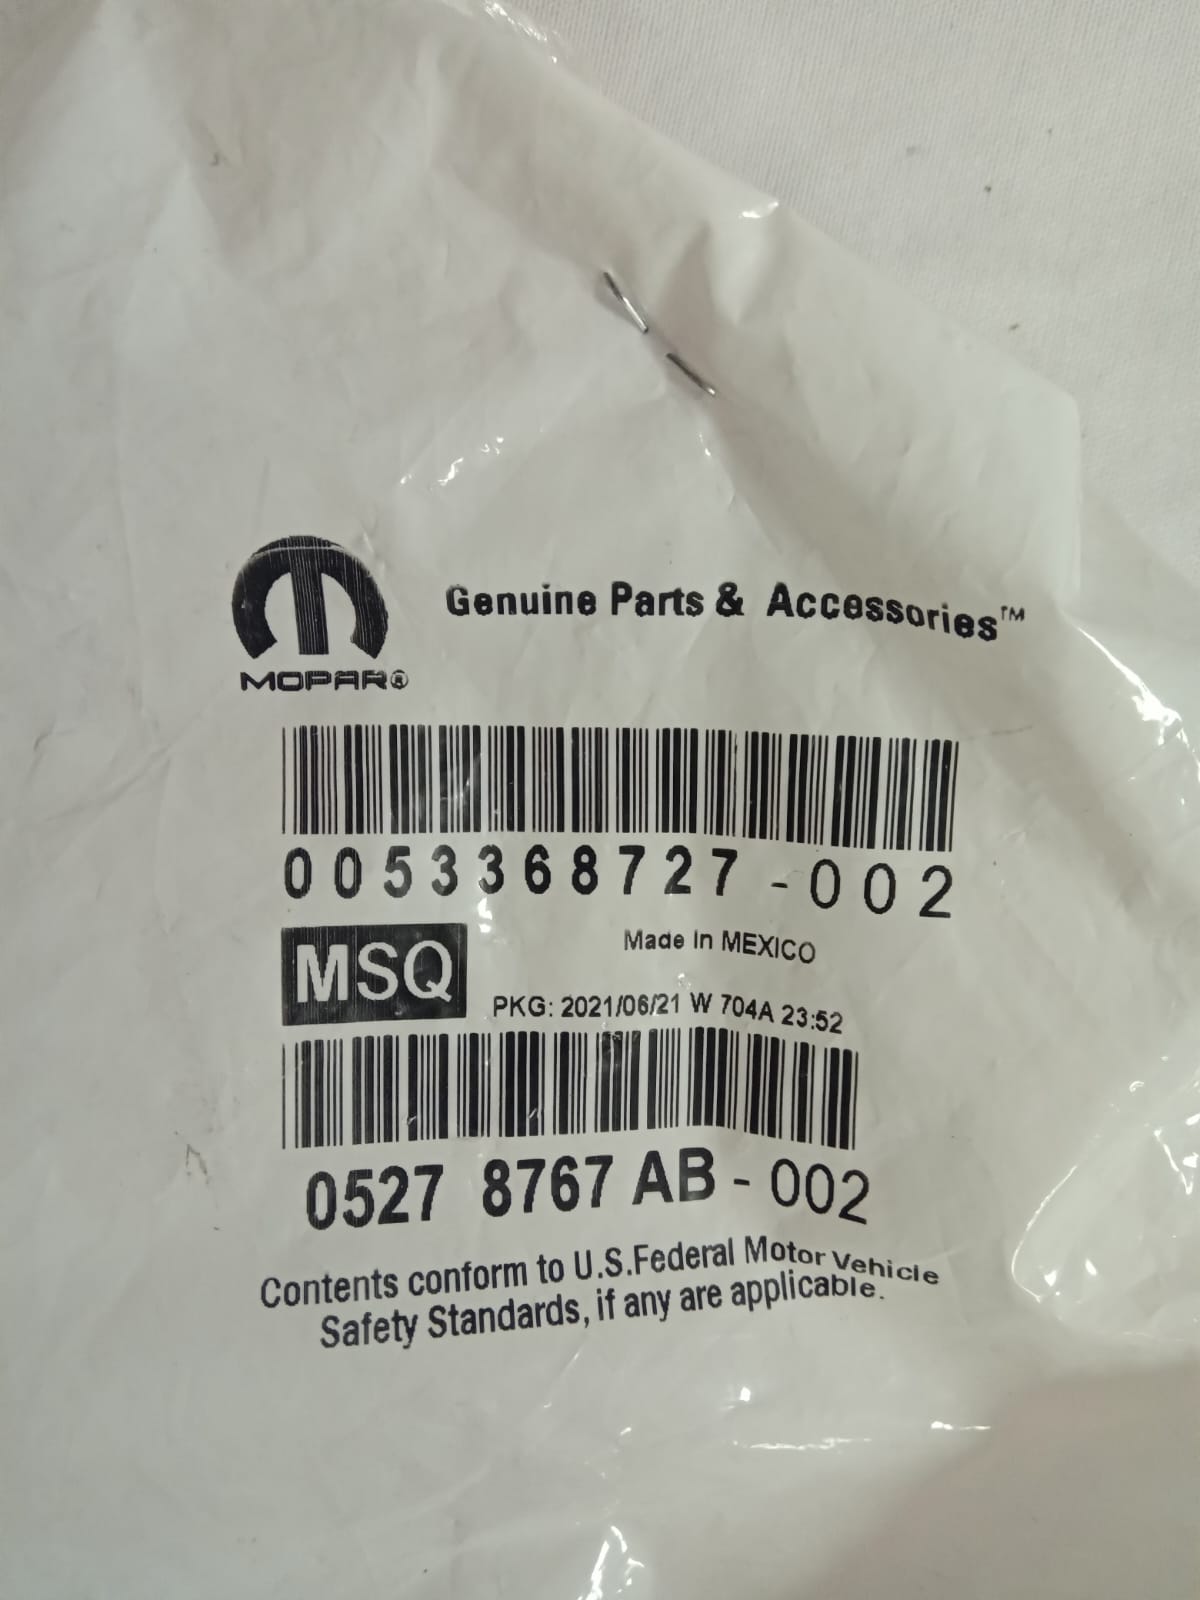 MOPAR®
Genuine Parts & Accessories™
0053368727-002
MSQ
Made In MEXICO
PKG: 2021/06/21 W 704A 23:52
0527 8767 AB - 002
Contents conform to U.S.Federal Motor Vehicle
Safety Standards, if any are applicable.